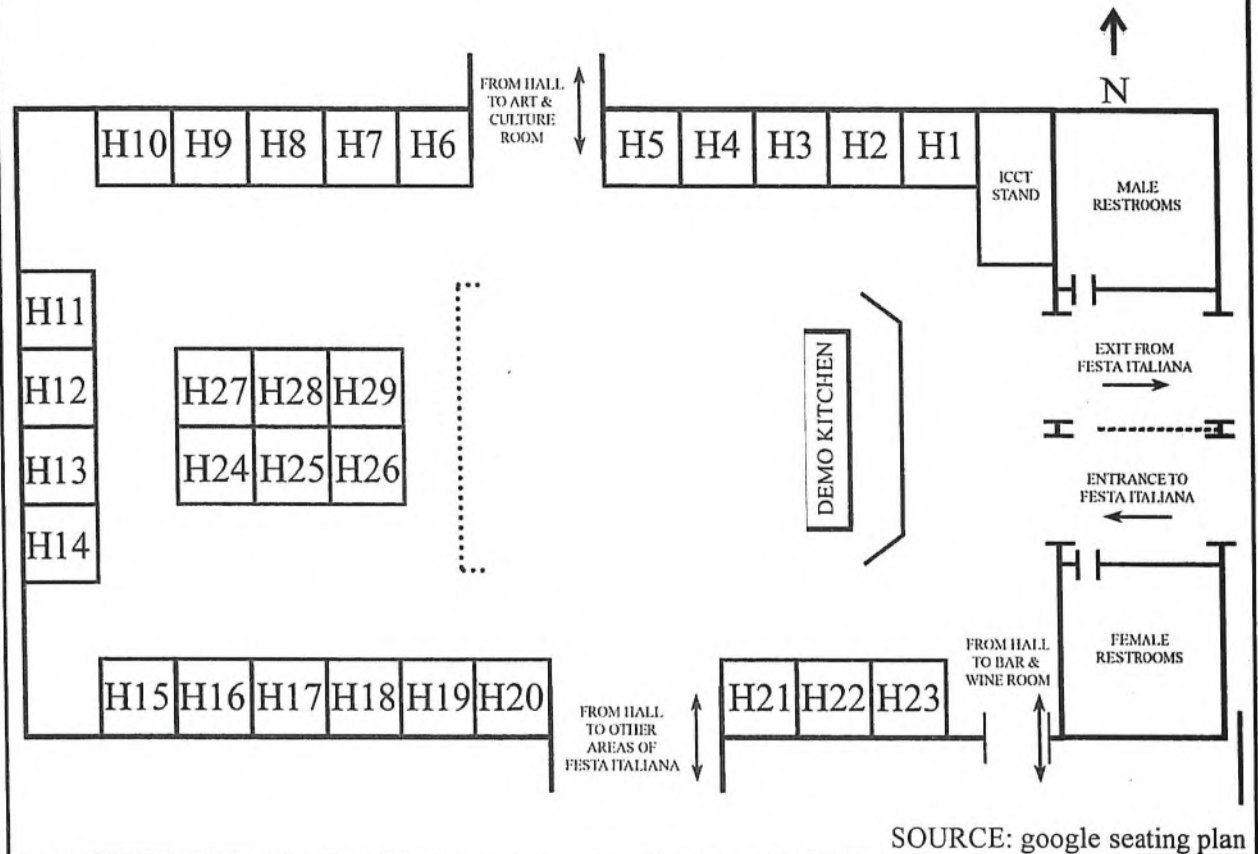 N
FROM HALL
TO ART &
CULTURE
ROOM
H10 H9 H8 H7 H6
H5 H4 H3 H2 H1
ICCT
STAND
MALE
RESTROOMS
H11
H12
H13
H14
H27 H28 H29
H24 H25 H26
DEMO KITCHEN
EXIT FROM
FESTA ITALIANA
ENTRANCE TO
FESTA ITALIANA
H15 H16 H17 H18 H19 H20
FROM HALL
TO OTHER
AREAS OF
FESTA ITALIANA
H21 H22 H23
FROM HALL
TO BAR &
WINE ROOM
FEMALE
RESTROOMS
SOURCE: google seating plan